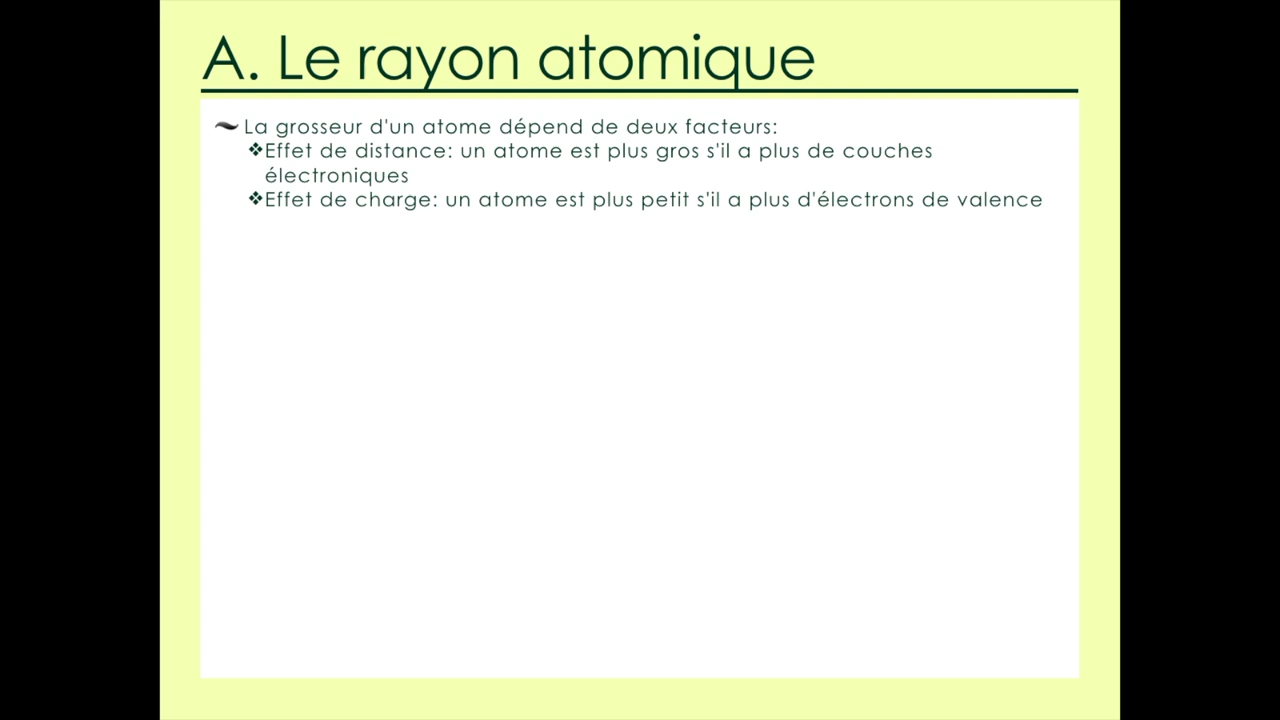 A. Le rayon atomique
La grosseur d'un atome dépend de deux facteurs:
❖Effet de distance: un atome est plus gros s'il a plus de couches
électroniques
❖Effet de charge: un atome est plus petit s'il a plus d'électrons de valence